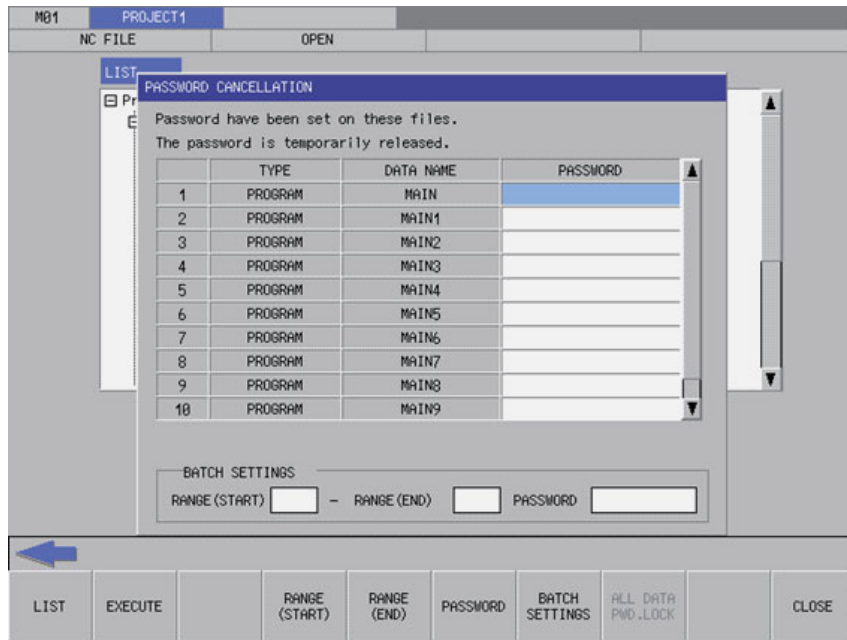 M01 PROJECT1
NC FILE OPEN
LIST
Pr
PASSWORD CANCELLATION
Password have been set on these files.
The password is temporarily released.
TYPE DATA NAME PASSWORD
1 PROGRAM MAIN
2 PROGRAM MAIN1
3 PROGRAM MAIN2
4 PROGRAM MAIN3
5 PROGRAM MAIN4
6 PROGRAM MAIN5
7 PROGRAM MAIN6
8 PROGRAM MAIN7
9 PROGRAM MAIN8
10 PROGRAM MAIN9
BATCH SETTINGS
RANGE(START) - RANGE(END) PASSWORD
LIST EXECUTE RANGE (START) RANGE (END) PASSWORD BATCH SETTINGS ALL DATA PWD.LOCK CLOSE